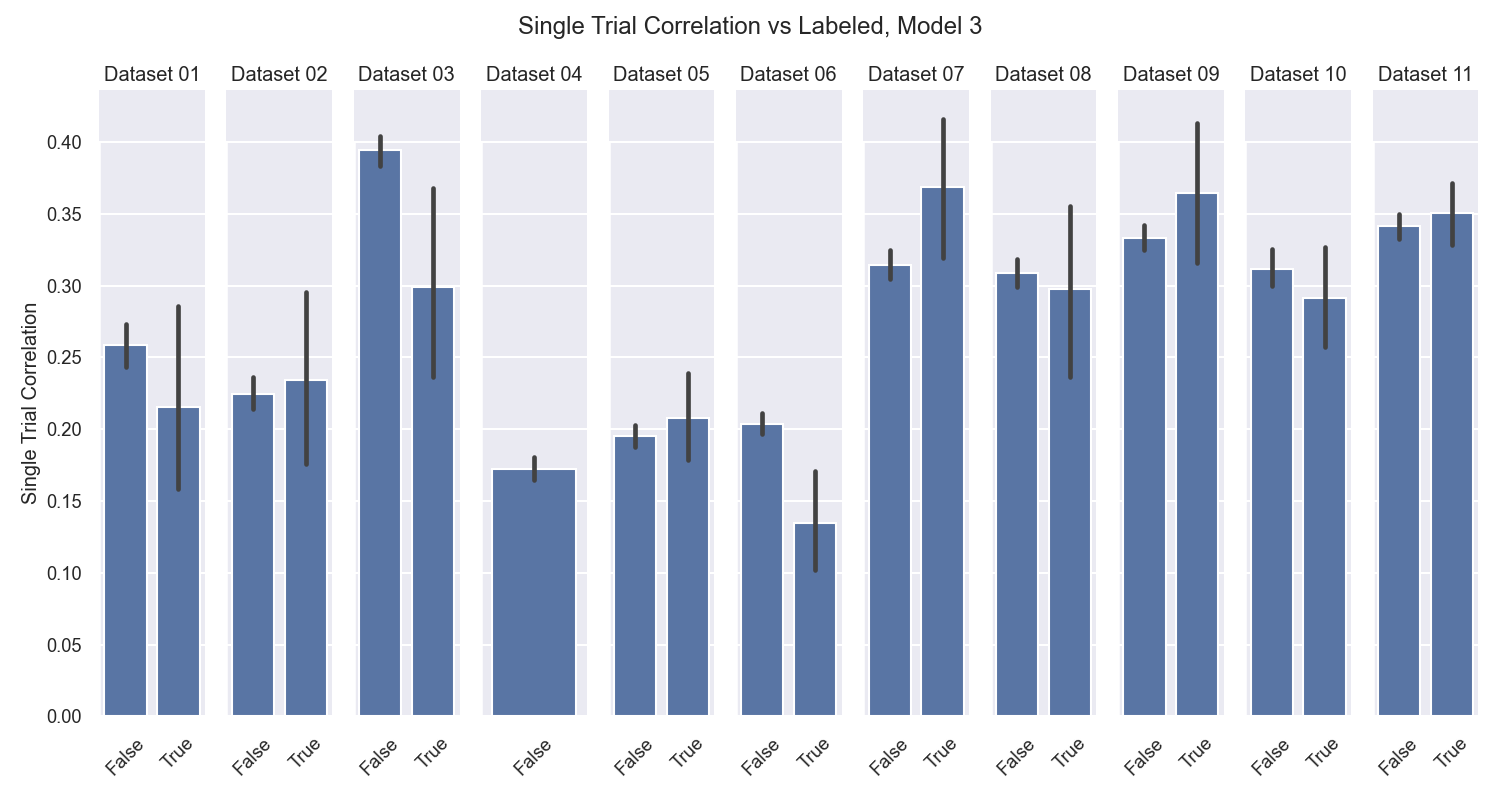 Single Trial Correlation vs Labeled, Model 3
Dataset 01 Dataset 02 Dataset 03 Dataset 04 Dataset 05 Dataset 06 Dataset 07 Dataset 08 Dataset 09 Dataset 10 Dataset 11
Single Trial Correlation
0.40
0.35
0.30
0.25
0.20
0.15
0.10
0.05
0.00
False True False True False True False False True False True False True False True False True False True False True